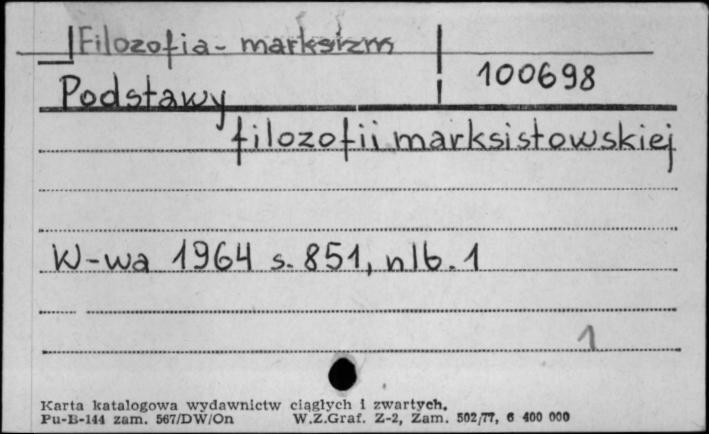 Filozofia - marksizm
100698
Podstawy
filozofii marksistowskiej
W-wa 1964 s. 851, nlb. 1
1
Karta katalogowa wydawnictw ciągłych i zwartych.
Pu-B-144 zam. 567/DW/On W.Z.Graf. Z-2, Zam. 502/77, 6 400 000